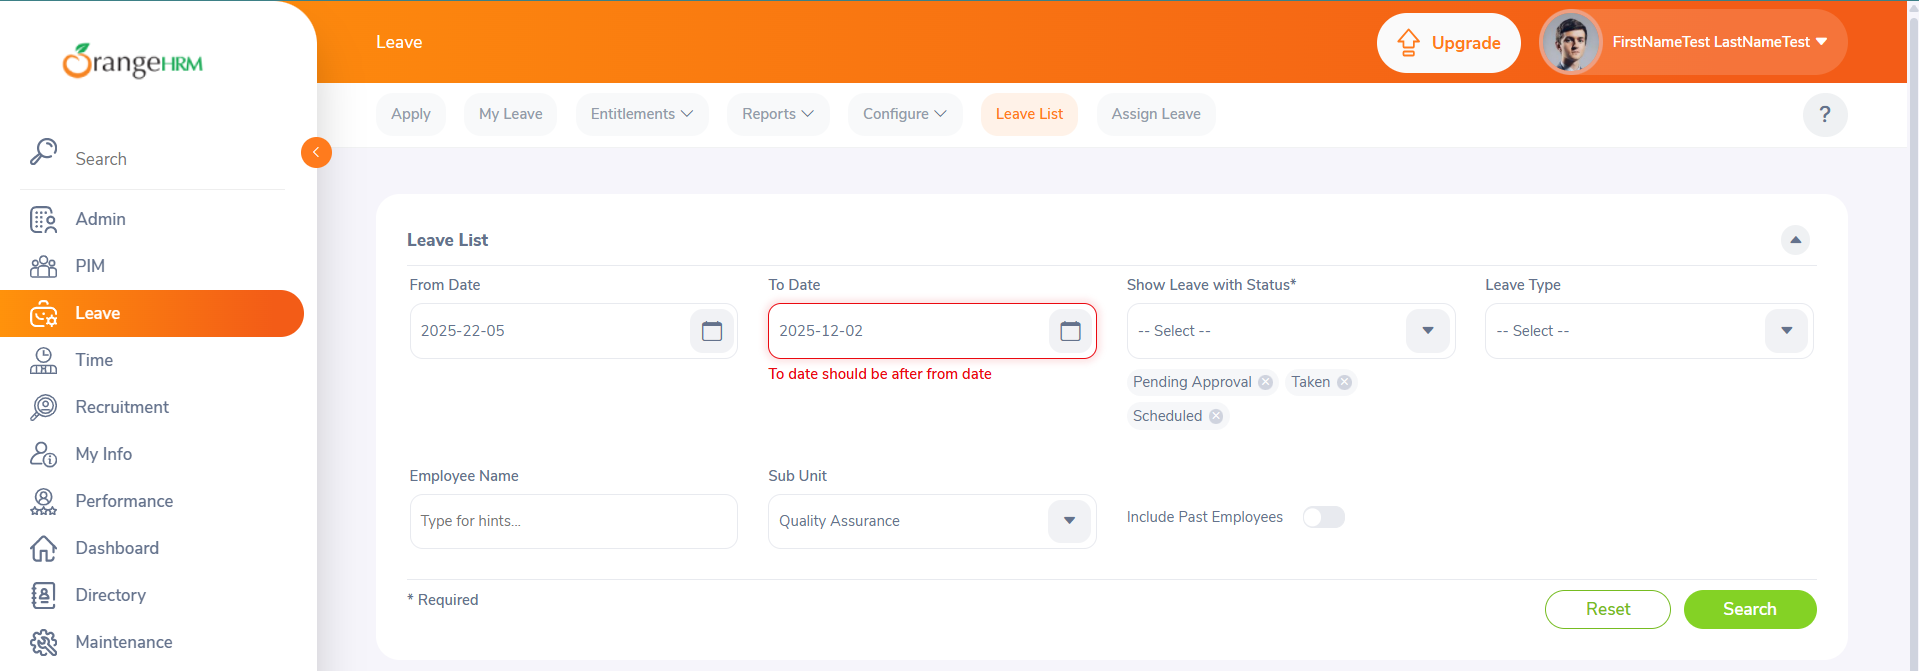 OrangeHRM
Leave
Upgrade
FirstNameTest LastNameTest
Apply
My Leave
Entitlements
Reports
Configure
Leave List
Assign Leave
?
Search
Admin
PIM
Leave
Time
Recruitment
My Info
Performance
Dashboard
Directory
Maintenance
Leave List
From Date
To Date
Show Leave with Status*
Leave Type
2025-22-05
2025-12-02
-- Select --
-- Select --
To date should be after from date
Pending Approval
Taken
Scheduled
Employee Name
Sub Unit
Type for hints...
Quality Assurance
Include Past Employees
* Required
Reset
Search